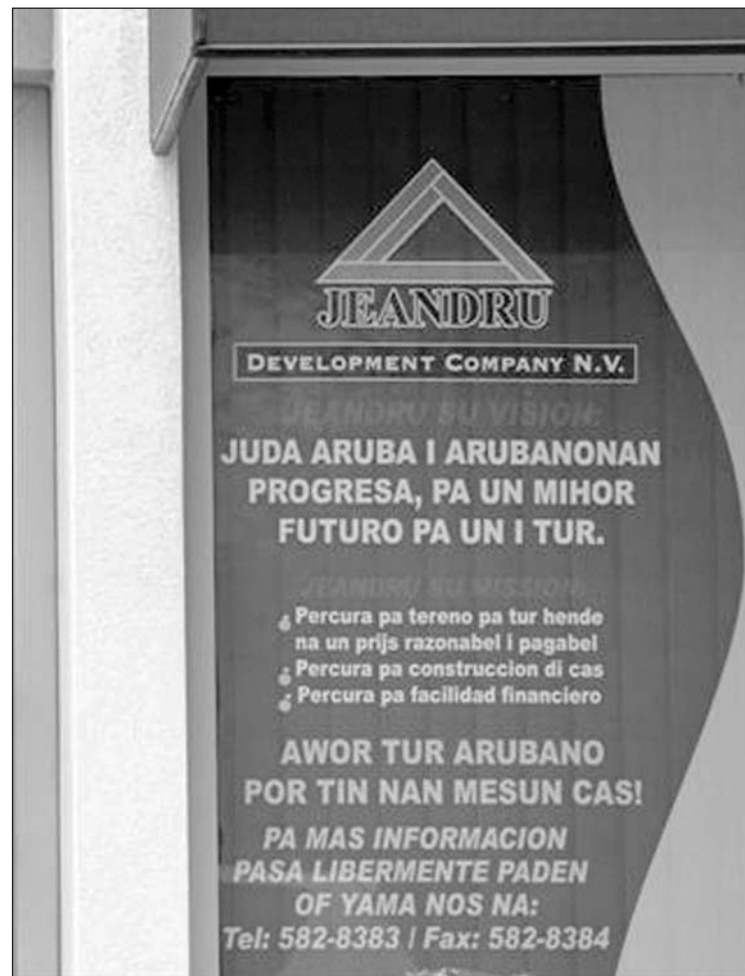 JEANDRU
DEVELOPMENT COMPANY N.V.
JEANDRU SU VISION:
JUDA ARUBA I ARUBANONAN
PROGRESA, PA UN MIHOR
FUTURO PA UN I TUR.
JEANDRU SU MISSION:
Percura pa tereno pa tur hende
na un prijs razonabel i pagabel
Percura pa construccion di cas
Percura pa facilidad financiero
AWOR TUR ARUBANO
POR TIN NAN MESUN CAS!
PA MAS INFORMACION
PASA LIBERMENTE PADEN
OF YAMA NOS NA:
Tel: 582-8383 / Fax: 582-8384